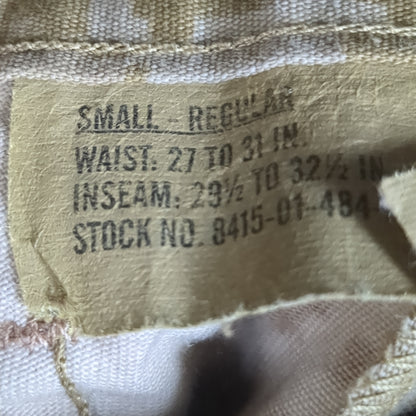 SMALL - REGULAR
WAIST: 27 TO 31 IN.
INSEAM: 29½ TO 32½ IN
STOCK NO. 8415-01-484